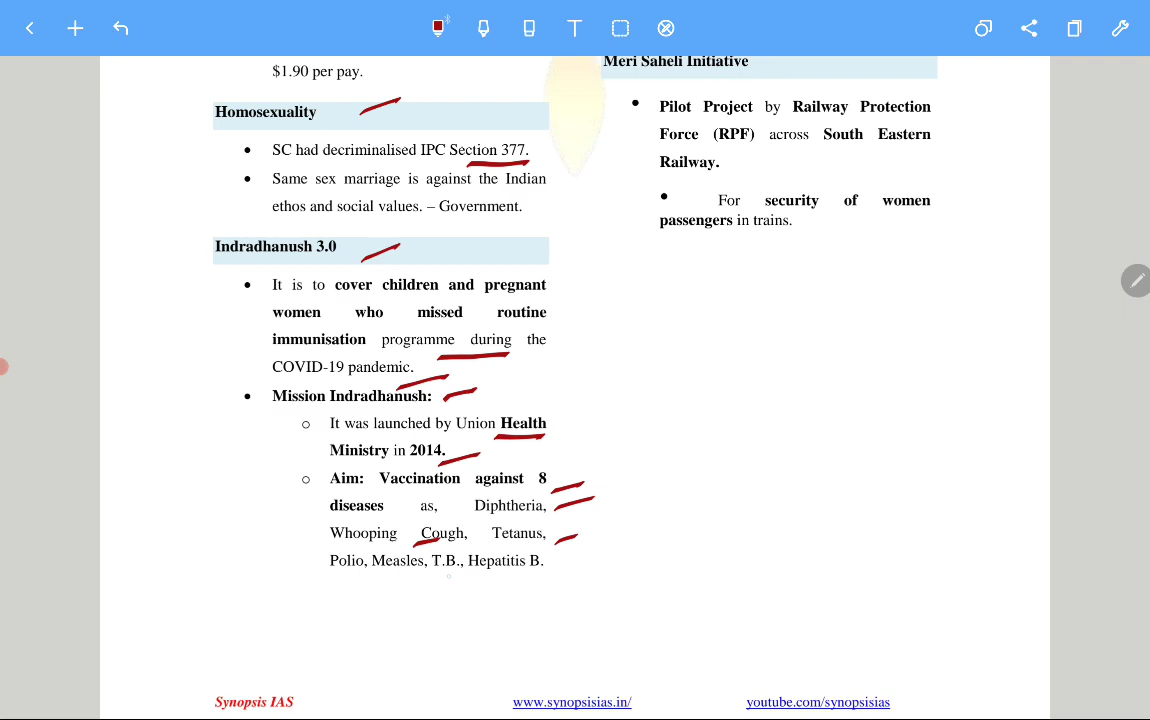 $1.90 per pay.
Homosexuality
• SC had decriminalised IPC Section 377.
• Same sex marriage is against the Indian
ethos and social values. – Government.
Indradhanush 3.0
• It is to cover children and pregnant
women who missed routine
immunisation programme during the
COVID-19 pandemic.
• Mission Indradhanush:
o It was launched by Union Health
Ministry in 2014.
o Aim: Vaccination against 8
diseases as, Diphtheria,
Whooping Cough, Tetanus,
Polio, Measles, T.B., Hepatitis B.
Meri Saheli Initiative
• Pilot Project by Railway Protection
Force (RPF) across South Eastern
Railway.
• For security of women
passengers in trains.
Synopsis IAS www.synopsisias.in/ youtube.com/synopsisias